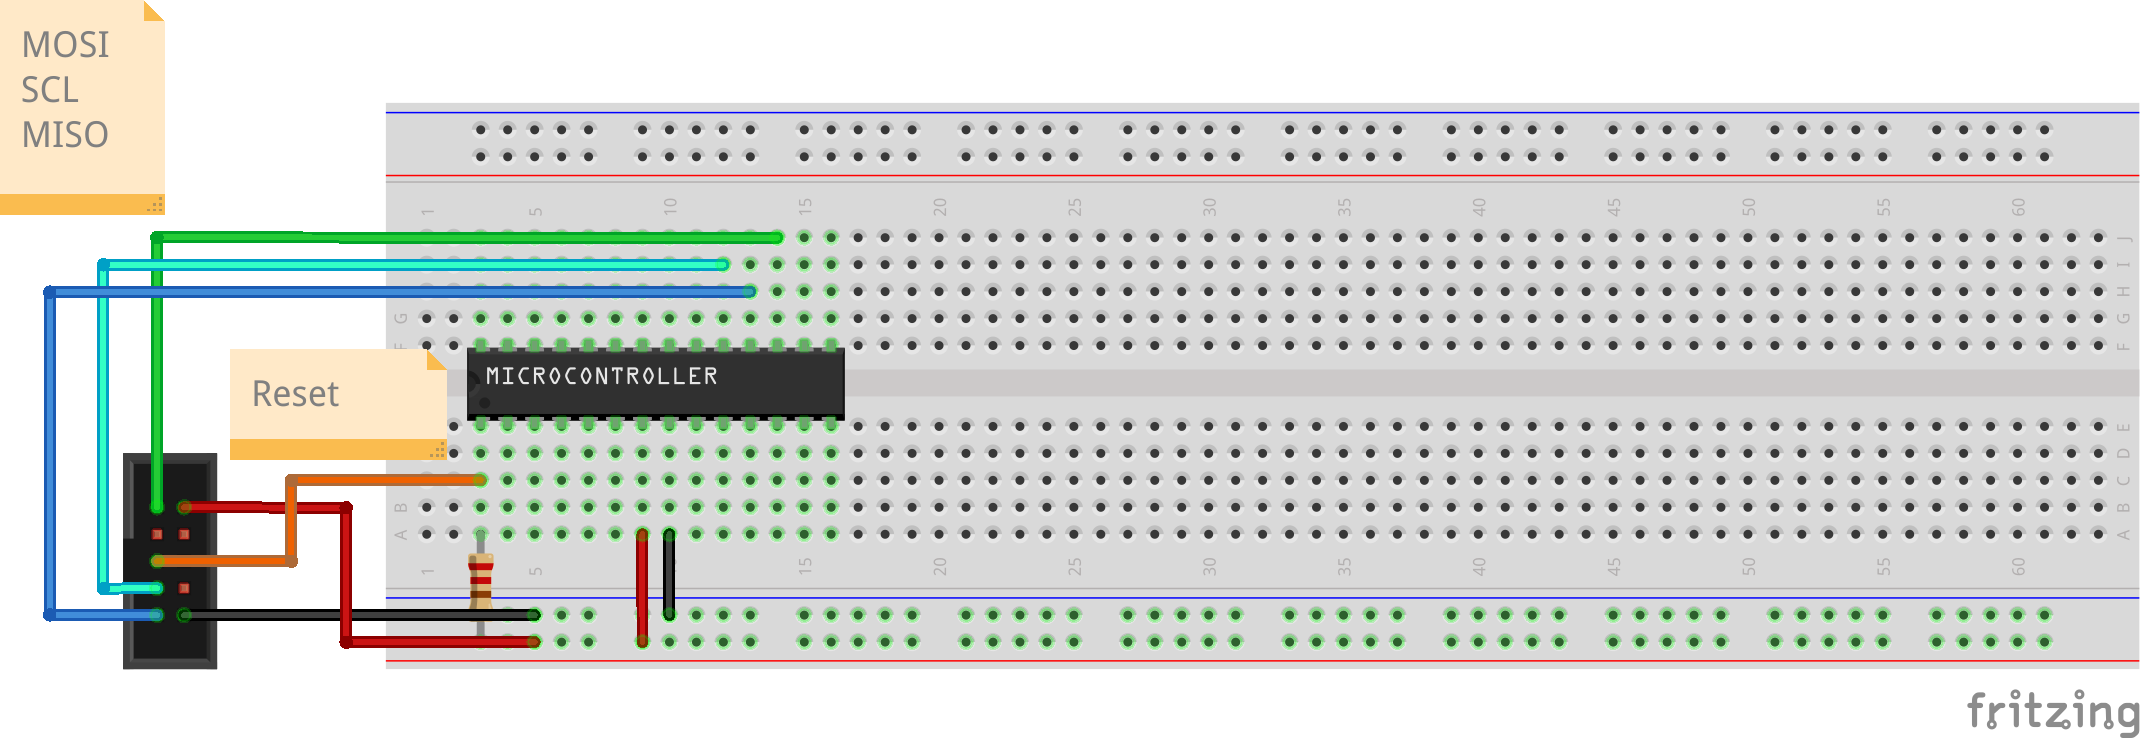 MOSI
SCL
MISO
1 5 10 15 20 25 30 35 40 45 50 55 60
J
I
H
G G
F F
Reset
MICROCONTROLLER
E
D
C
B B
A A
1 5 15 20 25 30 35 40 45 50 55 60
fritzing